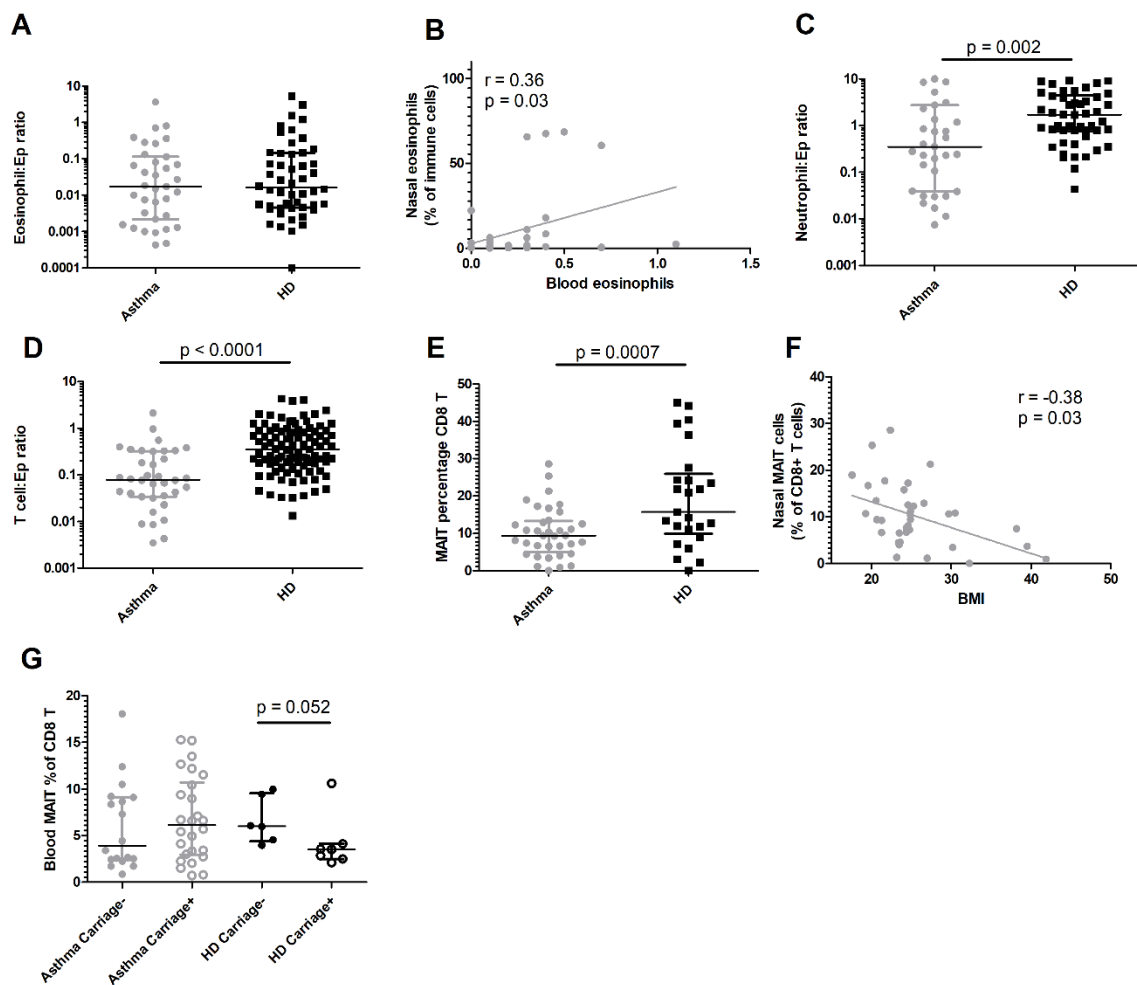 A
Eosinophil:Ep ratio
10
1
0.1
0.01
0.001
0.0001
Asthma
HD
B
r = 0.36
p = 0.03
Nasal eosinophils
(% of immune cells)
100
50
0
0.0
0.5
1.0
1.5
Blood eosinophils
C
p = 0.002
Neutrophil:Ep ratio
10
1
0.1
0.01
0.001
Asthma
HD
D
p < 0.0001
T cell:Ep ratio
10
1
0.1
0.01
0.001
Asthma
HD
E
p = 0.0007
MAIT percentage CD8 T
50
40
30
20
10
0
Asthma
HD
F
r = -0.38
p = 0.03
Nasal MAIT cells
(% of CD8+ T cells)
40
30
20
10
0
20
30
40
50
BMI
G
p = 0.052
Blood MAIT % of CD8 T
20
15
10
5
0
Asthma Carriage-
Asthma Carriage+
HD Carriage-
HD Carriage+